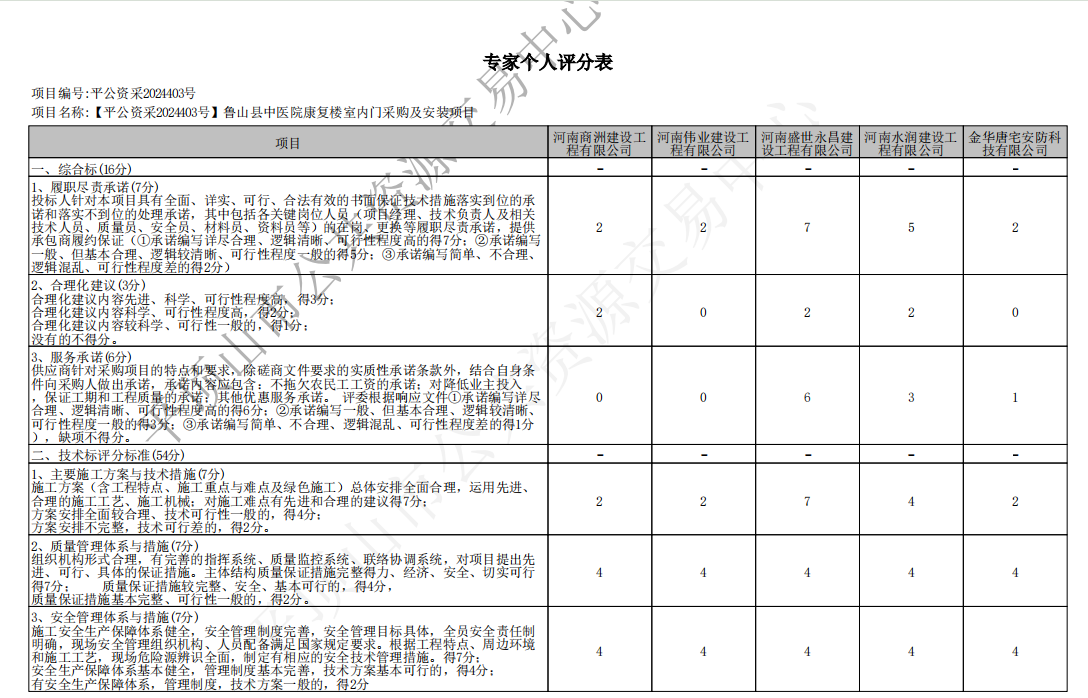 专家个人评分表
项目编号:平公资采2024403号
项目名称:【平公资采2024403号】鲁山县中医院康复楼室内门采购及安装项目
项目
河南商洲建设工
程有限公司
河南伟业建设工
程有限公司
河南盛世永昌建
设工程有限公司
河南水润建设工
程有限公司
金华唐宅安防科
技有限公司
一、综合标(16分)
- - - - -
1、履职尽责承诺(7分)
投标人针对本项目具有全面、详实、可行、合法有效的书面保证技术措施落实到位的承
诺和落实不到位的处理承诺，其中包括各关键岗位人员（项目经理、技术负责人及相关
技术人员、质量员、安全员、材料员、资料员等）的在岗、更换等履职尽责承诺，提供
承包商履约保证（①承诺编写详尽合理、逻辑清晰、可行性程度高的得7分；②承诺编写
一般、但基本合理、逻辑较清晰、可行性程度一般的得5分；③承诺编写简单、不合理、
逻辑混乱、可行性程度差的得2分）
2 2 7 5 2
2、合理化建议(3分)
合理化建议内容先进、科学、可行性程度高，得3分；
合理化建议内容科学、可行性程度高，得2分；
合理化建议内容较科学、可行性一般的，得1分；
没有的不得分。
2 0 2 2 0
3、服务承诺(6分)
供应商针对采购项目的特点和要求，除磋商文件要求的实质性承诺条款外，结合自身条
件向采购人做出承诺，承诺内容应包含：不拖欠农民工工资的承诺；对降低业主投入
，保证工期和工程质量的承诺；其他优惠服务承诺。 评委根据响应文件①承诺编写详尽
合理、逻辑清晰、可行性程度高的得6分；②承诺编写一般、但基本合理、逻辑较清晰、
可行性程度一般的得3分；③承诺编写简单、不合理、逻辑混乱、可行性程度差的得1分
），缺项不得分。
0 0 6 3 1
二、技术标评分标准(54分)
- - - - -
1、主要施工方案与技术措施(7分)
施工方案（含工程特点、施工重点与难点及绿色施工）总体安排全面合理，运用先进、
合理的施工工艺、施工机械；对施工难点有先进和合理的建议得7分；
方案安排全面较合理、技术可行性一般的，得4分；
方案安排不完整，技术可行差的，得2分。
2 2 7 4 2
2、质量管理体系与措施(7分)
组织机构形式合理，有完善的指挥系统、质量监控系统、联络协调系统，对项目提出先
进、可行、具体的保证措施。主体结构质量保证措施完整得力、经济、安全、切实可行
得7分； 质量保证措施较完整、安全、基本可行的，得4分，
质量保证措施基本完整、可行性一般的，得2分。
4 4 4 4 4
3、安全管理体系与措施(7分)
施工安全生产保障体系健全，安全管理制度完善，安全管理目标具体，全员安全责任制
明确，现场安全管理组织机构、人员配备满足国家规定要求。根据工程特点、周边环境
和施工工艺，现场危险源辨识全面，制定有相应的安全技术管理措施。得7分；
安全生产保障体系基本健全，管理制度基本完善，技术方案基本可行的，得4分；
有安全生产保障体系，管理制度，技术方案一般的，得2分
4 4 4 4 4
平顶山市公共资源交易中心
平顶山市公共资源交易中心